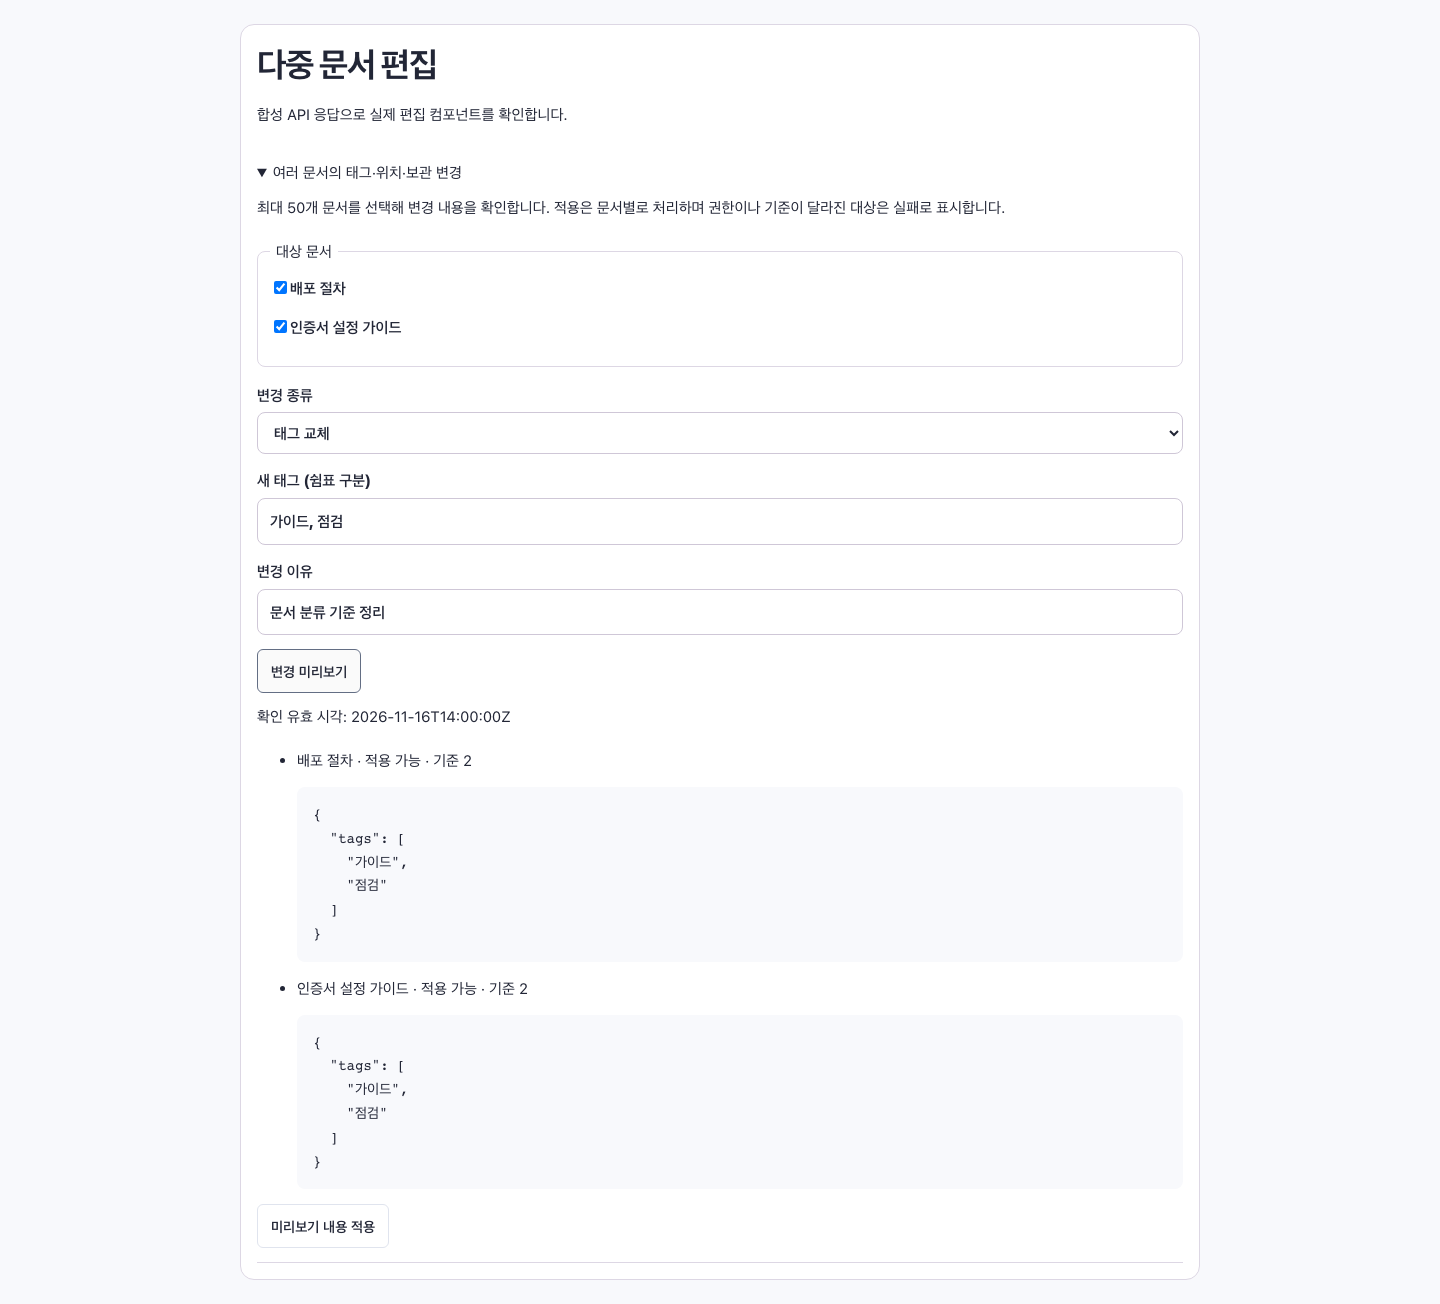 다중 문서 편집
합성 API 응답으로 실제 편집 컴포넌트를 확인합니다.
▼ 여러 문서의 태그·위치·보관 변경
최대 50개 문서를 선택해 변경 내용을 확인합니다. 적용은 문서별로 처리하며 권한이나 기준이 달라진 대상은 실패로 표시합니다.
대상 문서
배포 절차
인증서 설정 가이드
변경 종류
태그 교체
새 태그 (쉼표 구분)
가이드, 점검
변경 이유
문서 분류 기준 정리
변경 미리보기
확인 유효 시각: 2026-11-16T14:00:00Z
• 배포 절차 · 적용 가능 · 기준 2
{
  "tags": [
    "가이드",
    "점검"
  ]
}
• 인증서 설정 가이드 · 적용 가능 · 기준 2
{
  "tags": [
    "가이드",
    "점검"
  ]
}
미리보기 내용 적용